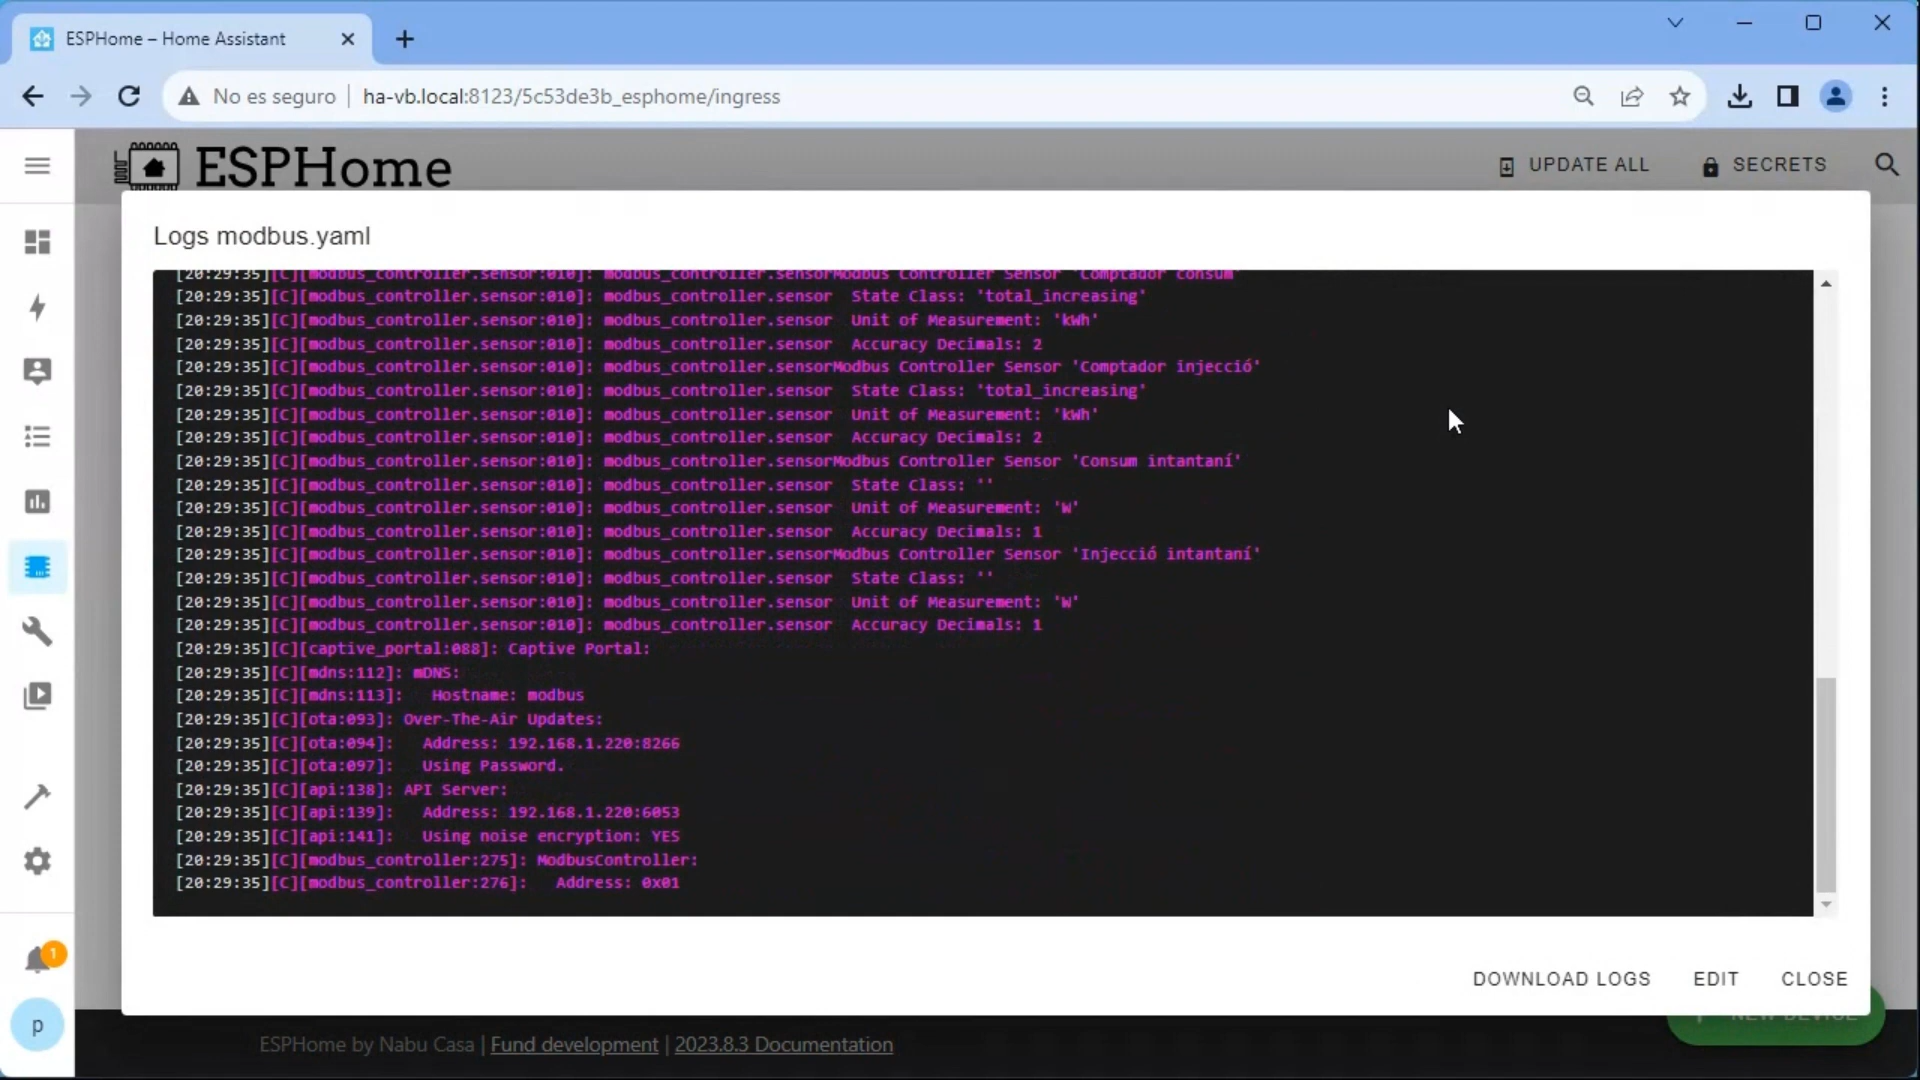 ESPHome – Home Assistant
No es seguro
ha-vb.local:8123/5c53de3b_esphome/ingress
ESPHome
UPDATE ALL
SECRETS
Logs modbus.yaml
[20:29:35][C][modbus_controller.sensor:010]: modbus_controller.sensorModbus Controller Sensor 'Comptador consum'
[20:29:35][C][modbus_controller.sensor:010]: modbus_controller.sensor  State Class: 'total_increasing'
[20:29:35][C][modbus_controller.sensor:010]: modbus_controller.sensor  Unit of Measurement: 'kWh'
[20:29:35][C][modbus_controller.sensor:010]: modbus_controller.sensor  Accuracy Decimals: 2
[20:29:35][C][modbus_controller.sensor:010]: modbus_controller.sensorModbus Controller Sensor 'Comptador injecció'
[20:29:35][C][modbus_controller.sensor:010]: modbus_controller.sensor  State Class: 'total_increasing'
[20:29:35][C][modbus_controller.sensor:010]: modbus_controller.sensor  Unit of Measurement: 'kWh'
[20:29:35][C][modbus_controller.sensor:010]: modbus_controller.sensor  Accuracy Decimals: 2
[20:29:35][C][modbus_controller.sensor:010]: modbus_controller.sensorModbus Controller Sensor 'Consum intantaní'
[20:29:35][C][modbus_controller.sensor:010]: modbus_controller.sensor  State Class: ''
[20:29:35][C][modbus_controller.sensor:010]: modbus_controller.sensor  Unit of Measurement: 'W'
[20:29:35][C][modbus_controller.sensor:010]: modbus_controller.sensor  Accuracy Decimals: 1
[20:29:35][C][modbus_controller.sensor:010]: modbus_controller.sensorModbus Controller Sensor 'Injecció intantaní'
[20:29:35][C][modbus_controller.sensor:010]: modbus_controller.sensor  State Class: ''
[20:29:35][C][modbus_controller.sensor:010]: modbus_controller.sensor  Unit of Measurement: 'W'
[20:29:35][C][modbus_controller.sensor:010]: modbus_controller.sensor  Accuracy Decimals: 1
[20:29:35][C][captive_portal:088]: Captive Portal:
[20:29:35][C][mdns:112]: mDNS:
[20:29:35][C][mdns:113]:   Hostname: modbus
[20:29:35][C][ota:093]: Over-The-Air Updates:
[20:29:35][C][ota:094]:   Address: 192.168.1.220:8266
[20:29:35][C][ota:097]:   Using Password.
[20:29:35][C][api:138]: API Server:
[20:29:35][C][api:139]:   Address: 192.168.1.220:6053
[20:29:35][C][api:141]:   Using noise encryption: YES
[20:29:35][C][modbus_controller:275]: ModbusController:
[20:29:35][C][modbus_controller:276]:   Address: 0x01
DOWNLOAD LOGS
EDIT
CLOSE
NEW DEVICE
1
p
ESPHome by Nabu Casa | Fund development | 2023.8.3 Documentation